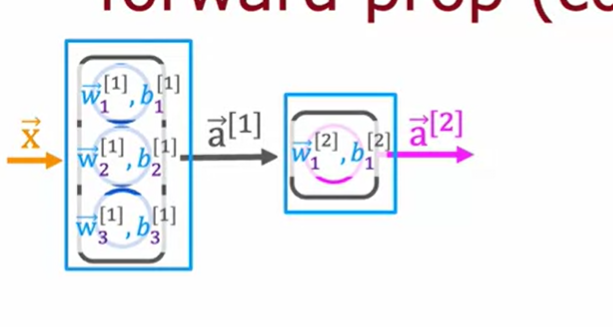 forward prop (co
x⃗
w⃗₁^[1], b₁^[1]
w⃗₂^[1], b₂^[1]
w⃗₃^[1], b₃^[1]
a⃗^[1]
w⃗₁^[2], b₁^[2]
a⃗^[2]